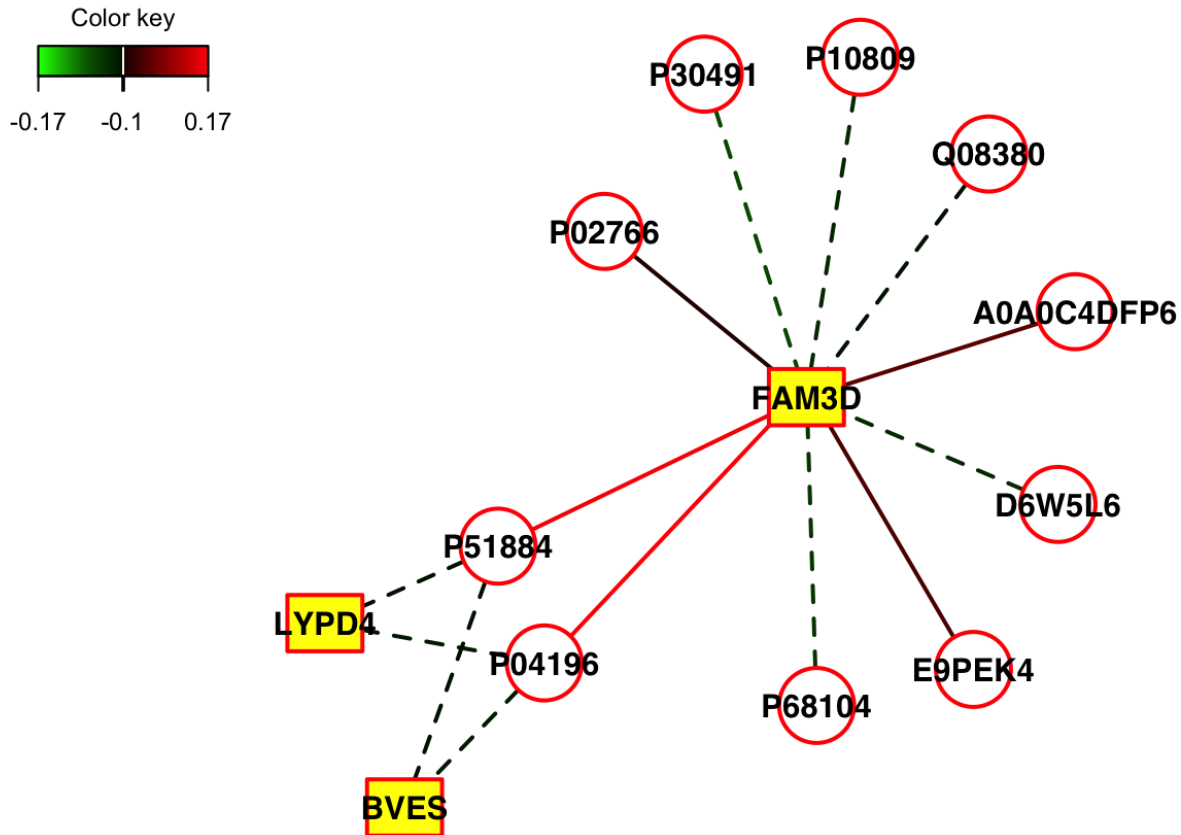 Color key
-0.17 -0.1 0.17
P30491
P10809
Q08380
P02766
A0A0C4DFP6
FAM3D
D6W5L6
P51884
LYPD4
P04196
E9PEK4
P68104
BVES